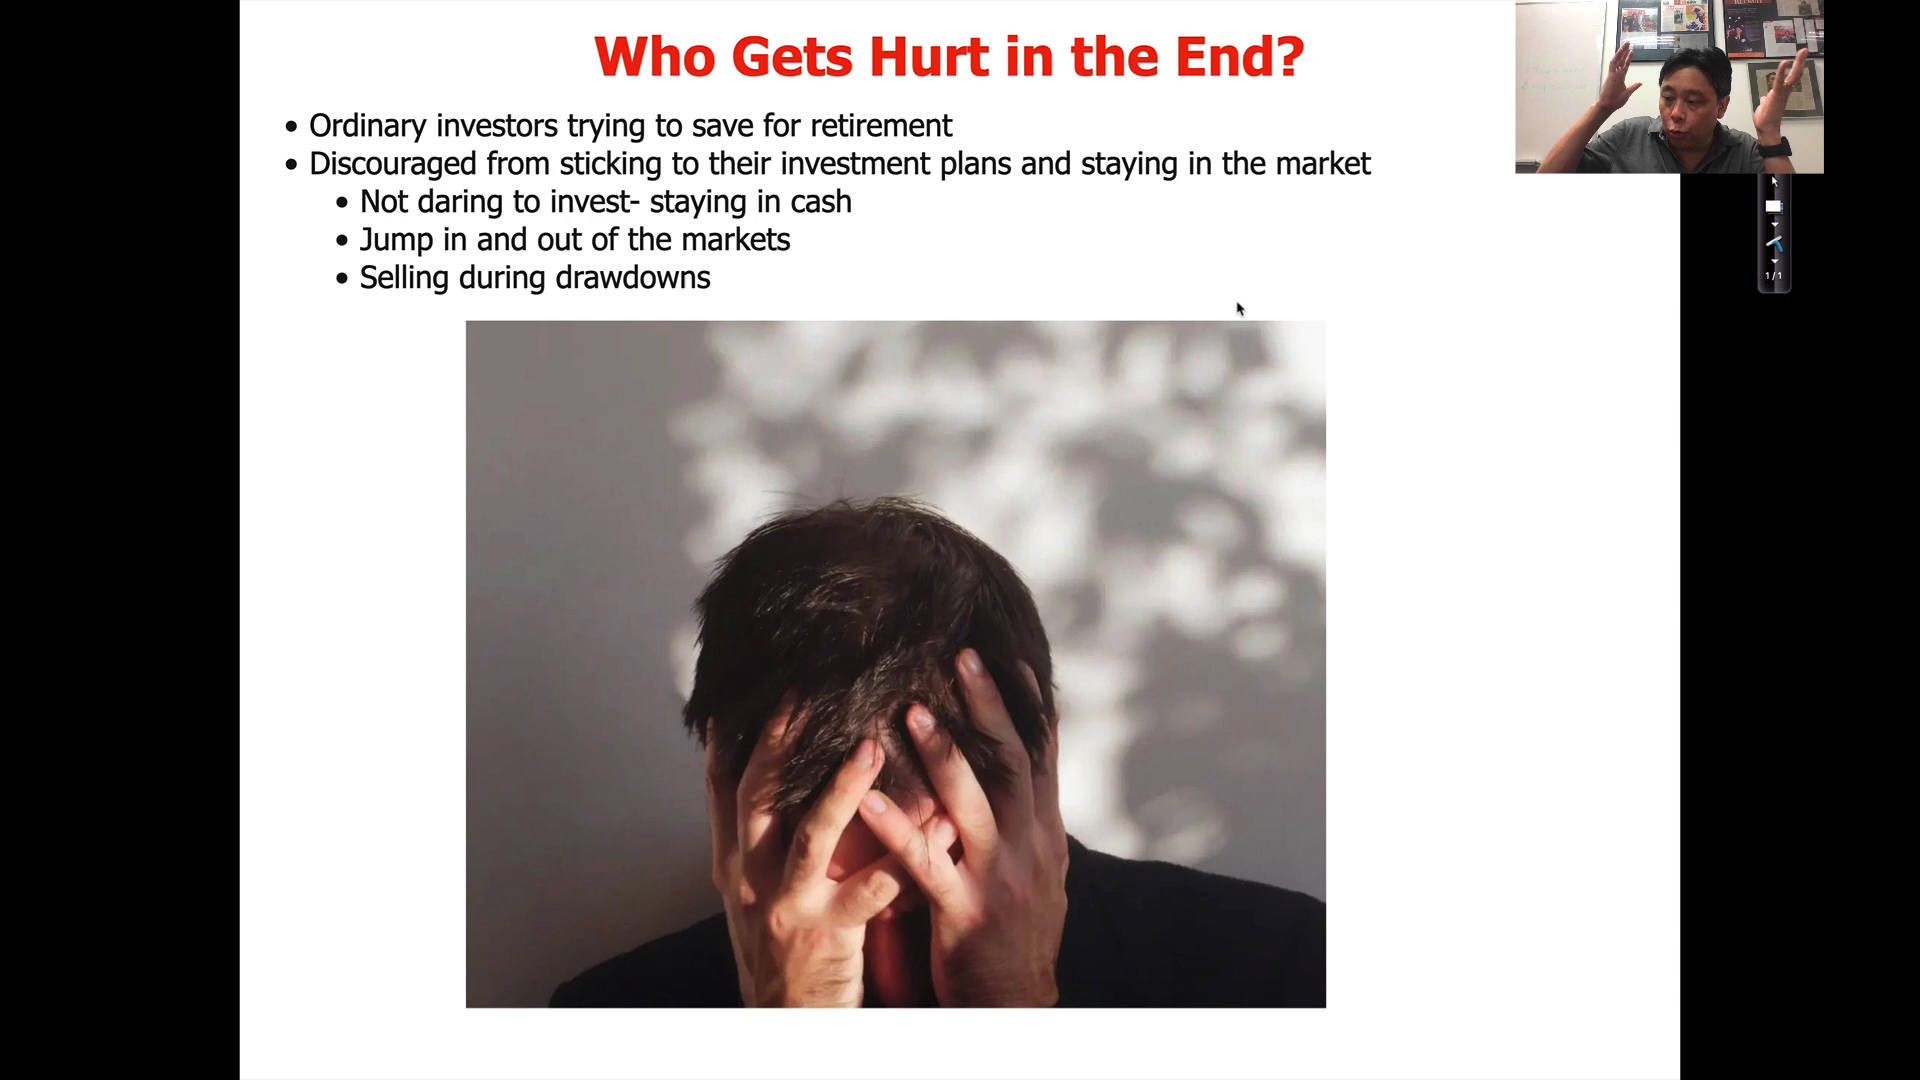 Who Gets Hurt in the End?
• Ordinary investors trying to save for retirement
• Discouraged from sticking to their investment plans and staying in the market
• Not daring to invest- staying in cash
• Jump in and out of the markets
• Selling during drawdowns
1/1